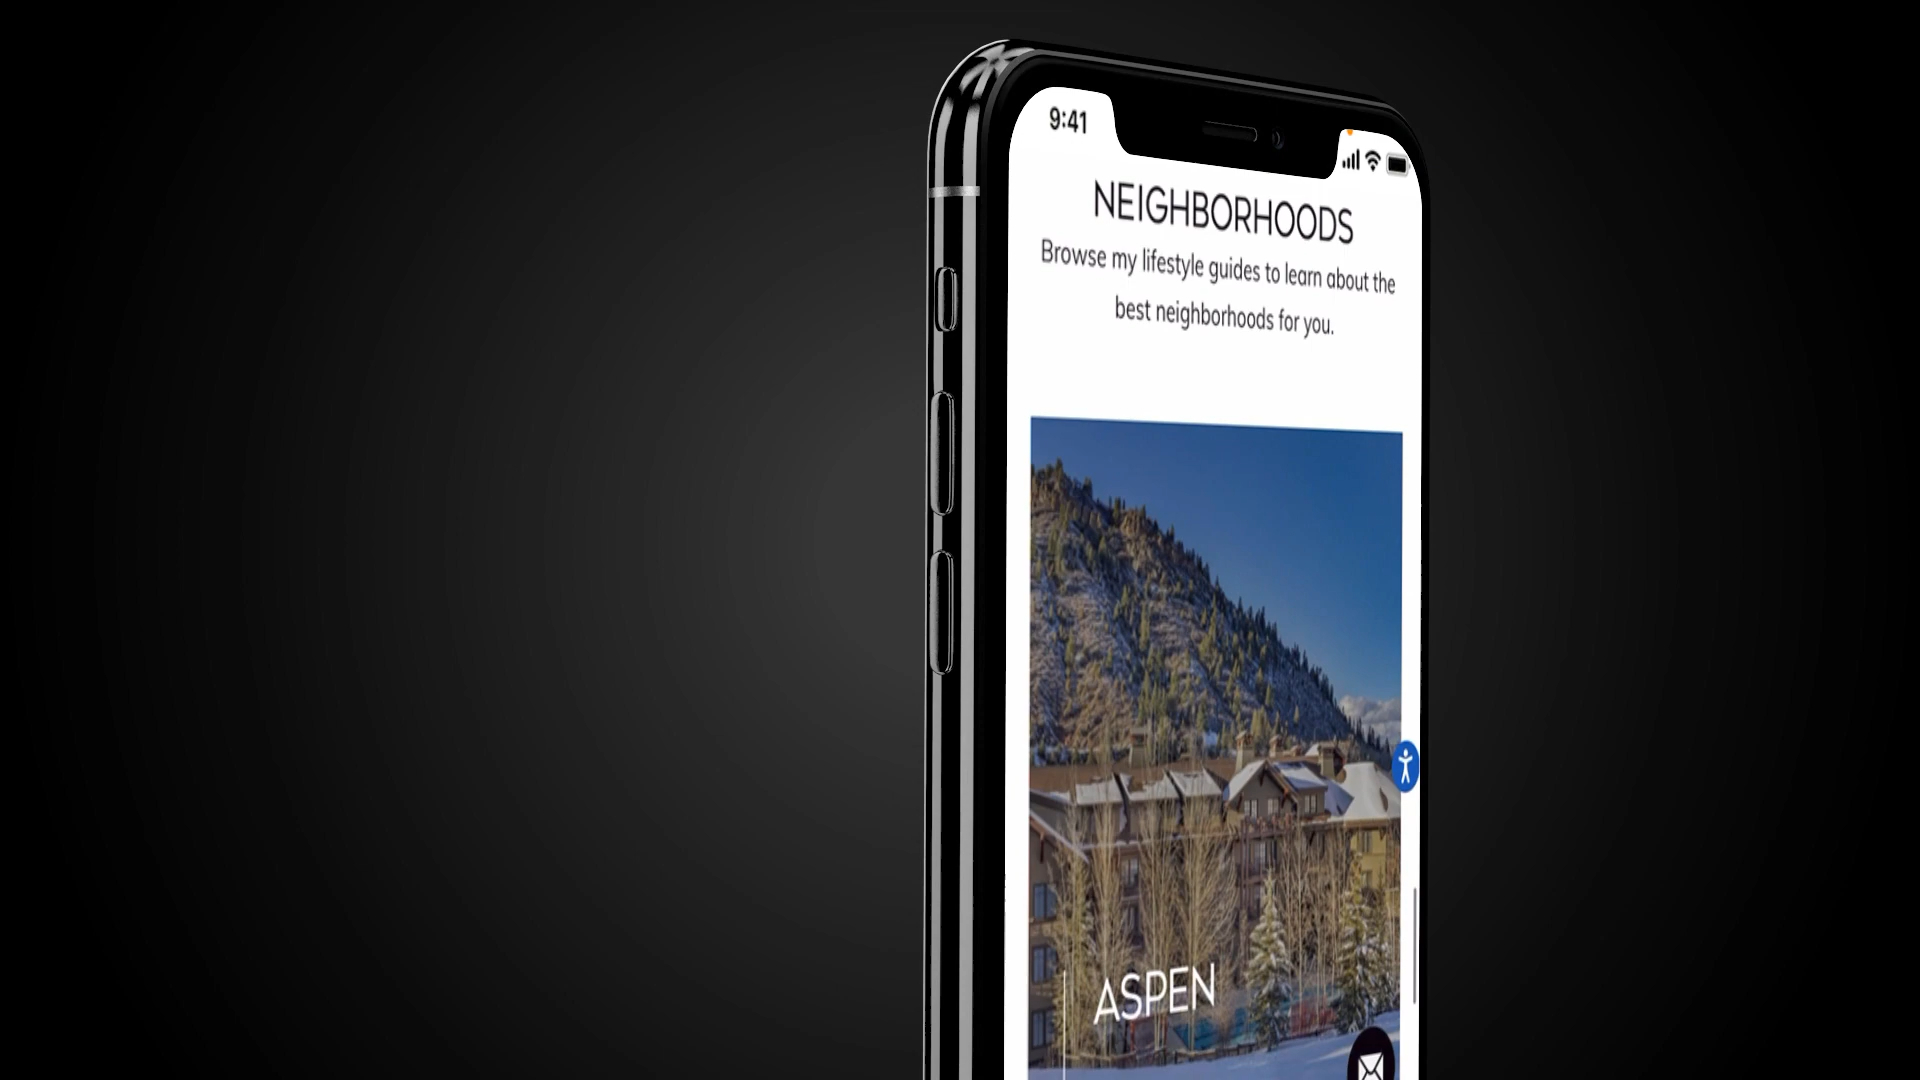 9:41
NEIGHBORHOODS
Browse my lifestyle guides to learn about the
best neighborhoods for you.
ASPEN